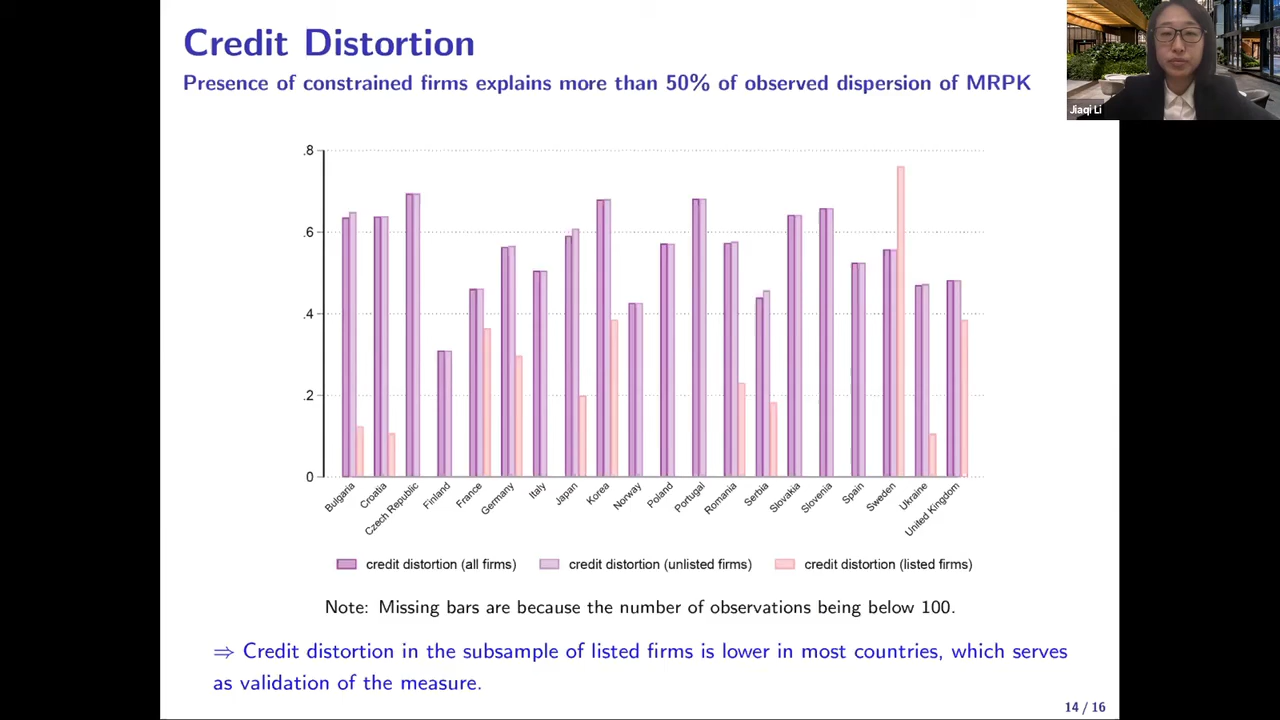 Credit Distortion
Presence of constrained firms explains more than 50% of observed dispersion of MRPK
Jiaqi Li
.8
.6
.4
.2
0
Bulgaria
Croatia
Czech Republic
Finland
France
Germany
Italy
Japan
Korea
Norway
Poland
Portugal
Romania
Serbia
Slovakia
Slovenia
Spain
Sweden
Ukraine
United Kingdom
credit distortion (all firms) credit distortion (unlisted firms) credit distortion (listed firms)
Note: Missing bars are because the number of observations being below 100.
⇒ Credit distortion in the subsample of listed firms is lower in most countries, which serves
as validation of the measure.
14 / 16